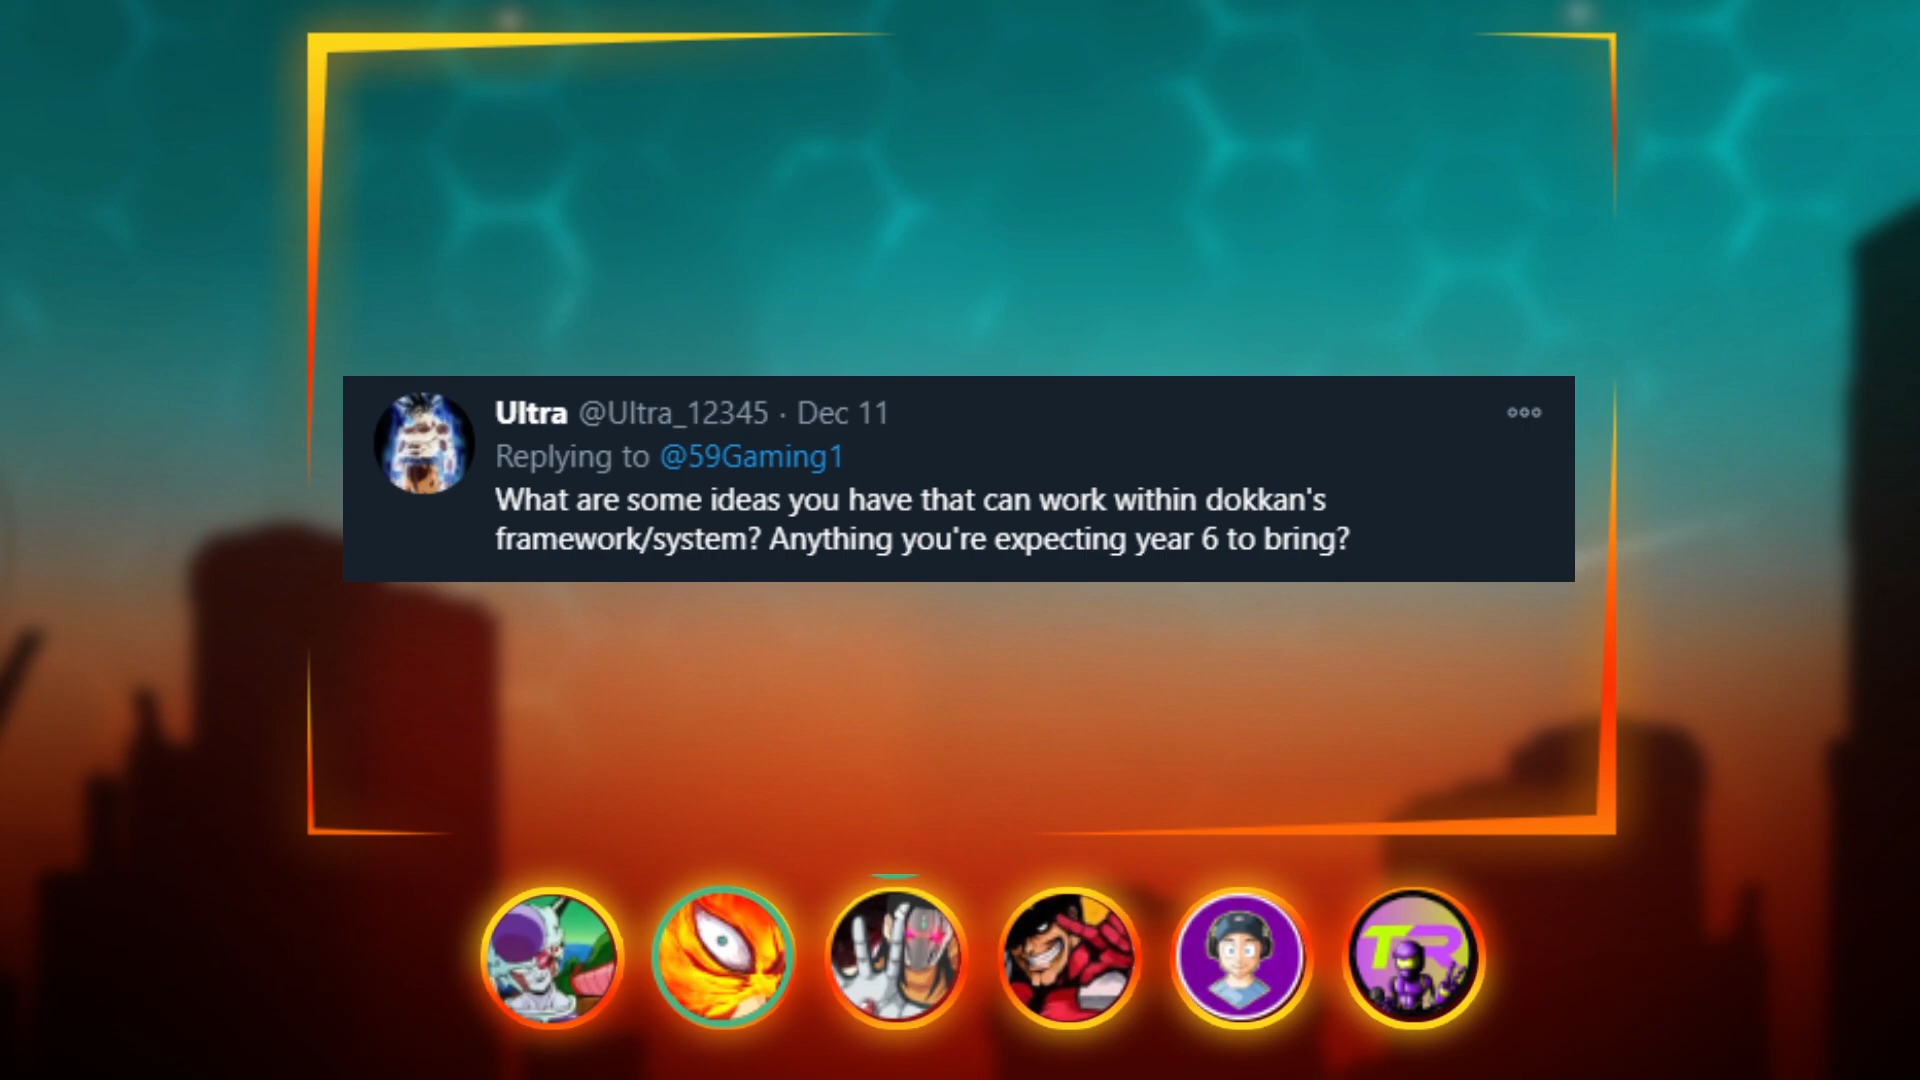 Ultra @Ultra_12345 · Dec 11
Replying to @59Gaming1
What are some ideas you have that can work within dokkan's
framework/system? Anything you're expecting year 6 to bring?
TR